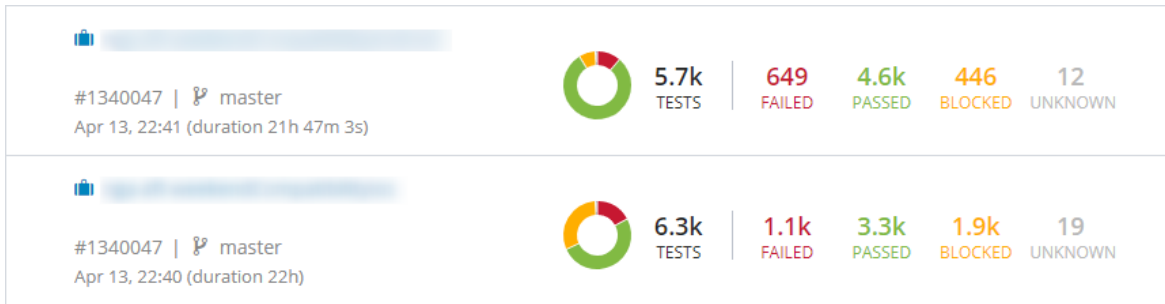 #1340047 | master
Apr 13, 22:41 (duration 21h 47m 3s)
5.7k 649 4.6k 446 12
TESTS FAILED PASSED BLOCKED UNKNOWN
#1340047 | master
Apr 13, 22:40 (duration 22h)
6.3k 1.1k 3.3k 1.9k 19
TESTS FAILED PASSED BLOCKED UNKNOWN